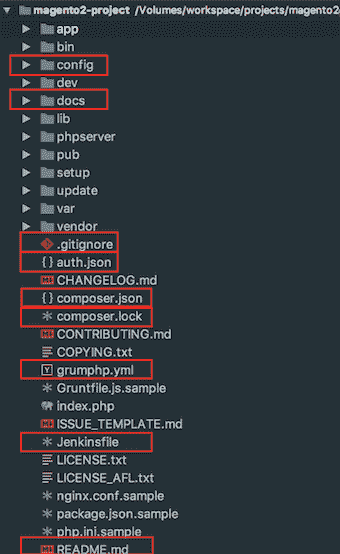 magento2-project /Volumes/workspace/projects/magento2
app
bin
config
dev
docs
lib
phpserver
pub
setup
update
var
vendor
.gitignore
auth.json
CHANGELOG.md
composer.json
composer.lock
CONTRIBUTING.md
COPYING.txt
grumphp.yml
Gruntfile.js.sample
index.php
ISSUE_TEMPLATE.md
Jenkinsfile
LICENSE.txt
LICENSE_AFL.txt
nginx.conf.sample
package.json.sample
php.ini.sample
README.md